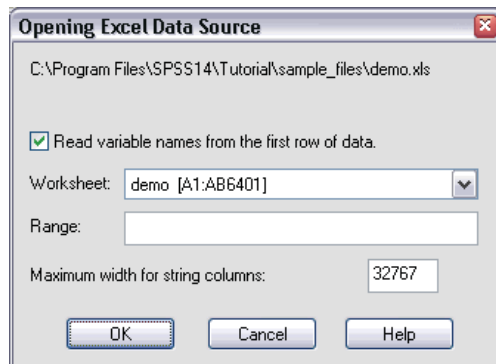 Opening Excel Data Source
C:\Program Files\SPSS14\Tutorial\sample_files\demo.xls
Read variable names from the first row of data.
Worksheet: demo [A1:AB6401]
Range:
Maximum width for string columns: 32767
OK Cancel Help